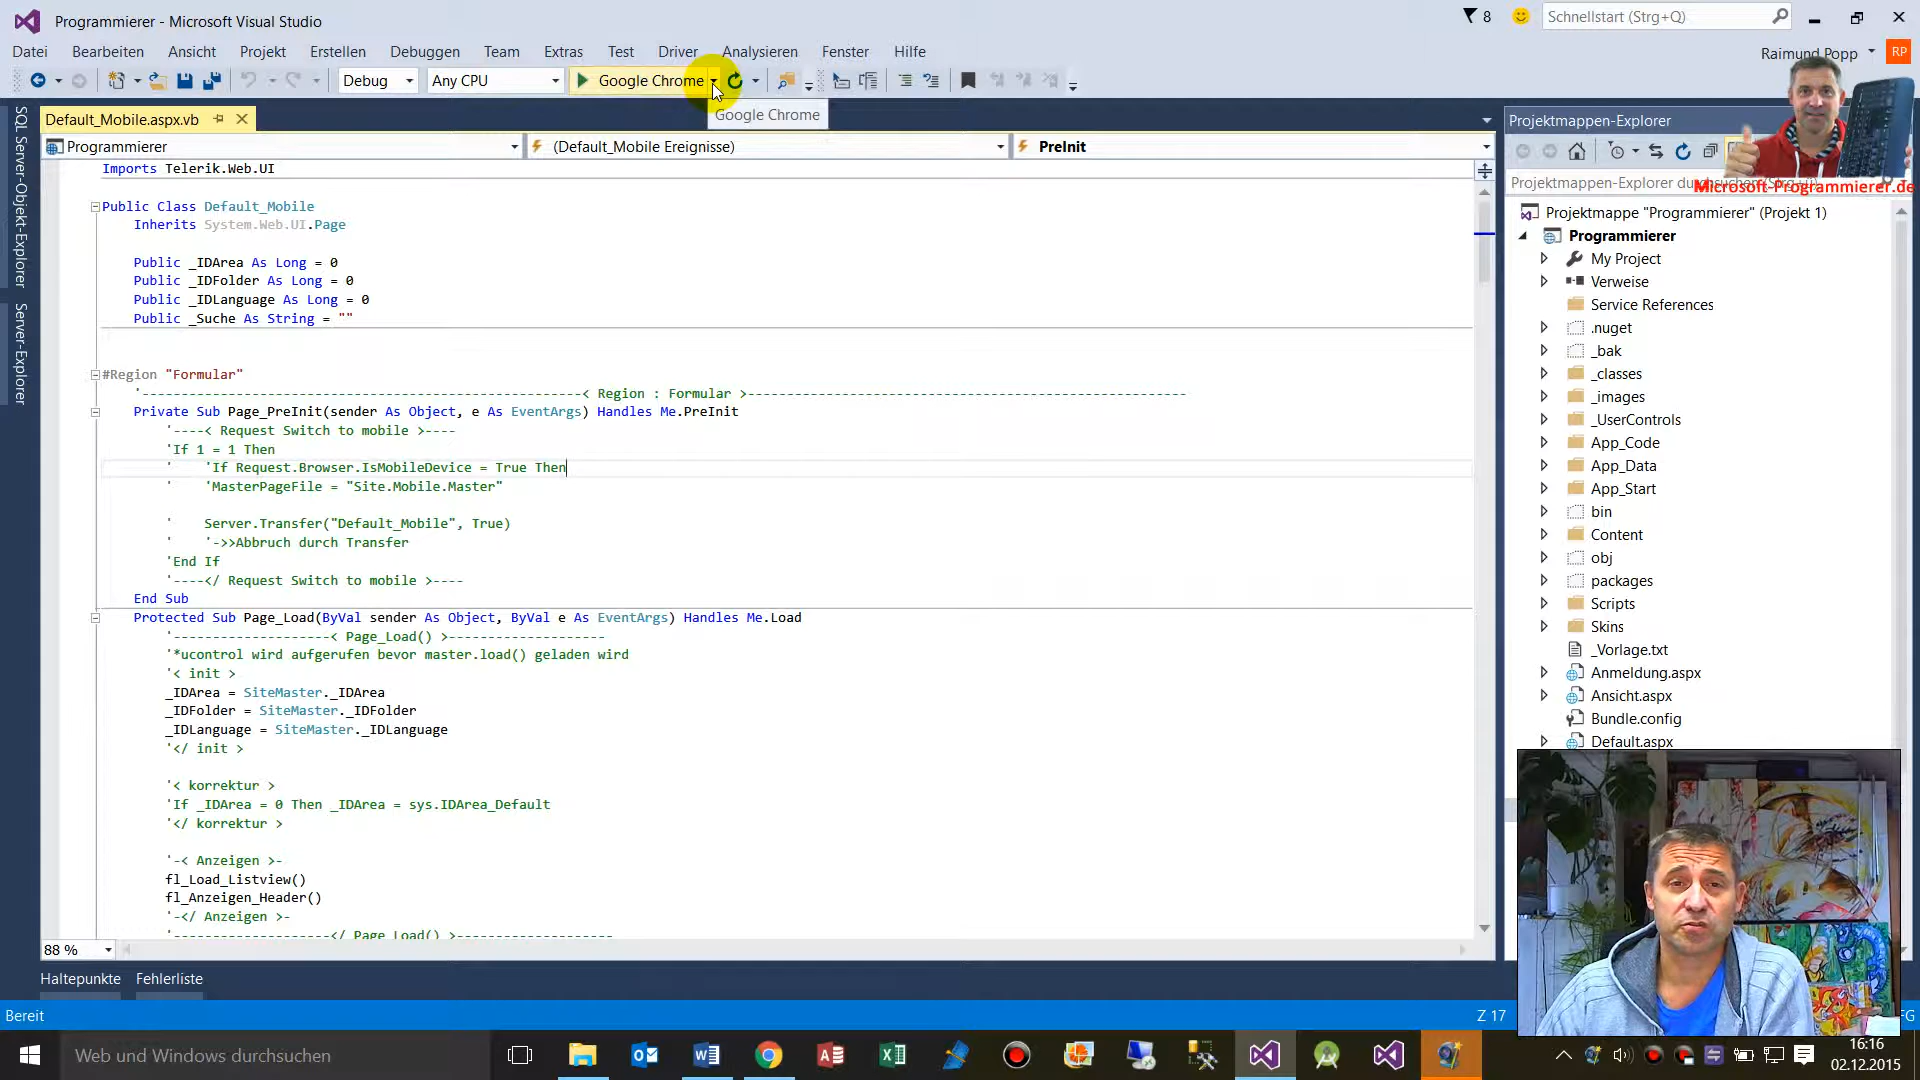 Programmierer - Microsoft Visual Studio
8
Schnellstart (Strg+Q)
Datei Bearbeiten Ansicht Projekt Erstellen Debuggen Team Extras Test Driver Analysieren Fenster Hilfe
Raimund Popp
RP
Debug Any CPU Google Chrome
Google Chrome
Default_Mobile.aspx.vb
Programmierer (Default_Mobile Ereignisse) PreInit
Imports Telerik.Web.UI
Public Class Default_Mobile
Inherits System.Web.UI.Page
Public _IDArea As Long = 0
Public _IDFolder As Long = 0
Public _IDLanguage As Long = 0
Public _Suche As String = ""
#Region "Formular"
'--------------------------------------------------------< Region : Formular >--------------------------------------------------------
Private Sub Page_PreInit(sender As Object, e As EventArgs) Handles Me.PreInit
'----< Request Switch to mobile >----
'If 1 = 1 Then
' 'If Request.Browser.IsMobileDevice = True Then
' 'MasterPageFile = "Site.Mobile.Master"
' Server.Transfer("Default_Mobile", True)
' '->>Abbruch durch Transfer
'End If
'----</ Request Switch to mobile >----
End Sub
Protected Sub Page_Load(ByVal sender As Object, ByVal e As EventArgs) Handles Me.Load
'--------------------< Page_Load() >--------------------
'*ucontrol wird aufgerufen bevor master.load() geladen wird
'< init >
_IDArea = SiteMaster._IDArea
_IDFolder = SiteMaster._IDFolder
_IDLanguage = SiteMaster._IDLanguage
'</ init >
'< korrektur >
'If _IDArea = 0 Then _IDArea = sys.IDArea_Default
'</ korrektur >
'-< Anzeigen >-
fl_Load_Listview()
fl_Anzeigen_Header()
'-</ Anzeigen >-
'--------------------</ Page_Load() >--------------------
88 %
Haltepunkte Fehlerliste
Bereit
Z 17
SQL Server-Objekt-Explorer
Server-Explorer
Projektmappen-Explorer
Projektmappen-Explorer durchsuchen (Strg+ü)
Microsoft-Programmierer.de
Projektmappe "Programmierer" (Projekt 1)
Programmierer
My Project
Verweise
Service References
.nuget
_bak
_classes
_images
_UserControls
App_Code
App_Data
App_Start
bin
Content
obj
packages
Scripts
Skins
_Vorlage.txt
Anmeldung.aspx
Ansicht.aspx
Bundle.config
Default.aspx
Web und Windows durchsuchen
16:16
02.12.2015